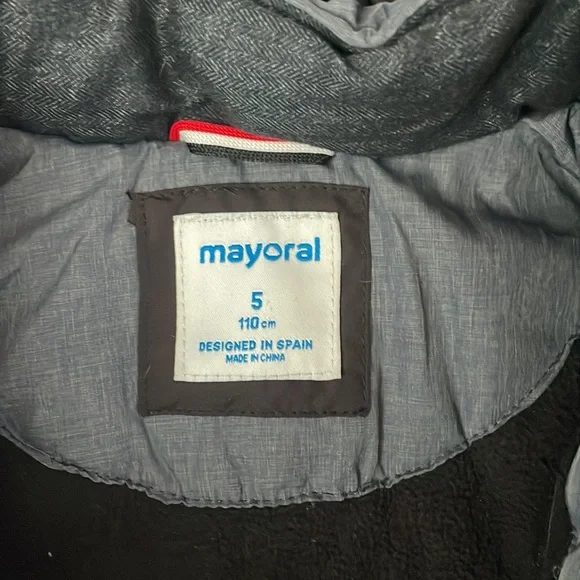 mayoral
5
110cm
DESIGNED IN SPAIN
MADE IN CHINA